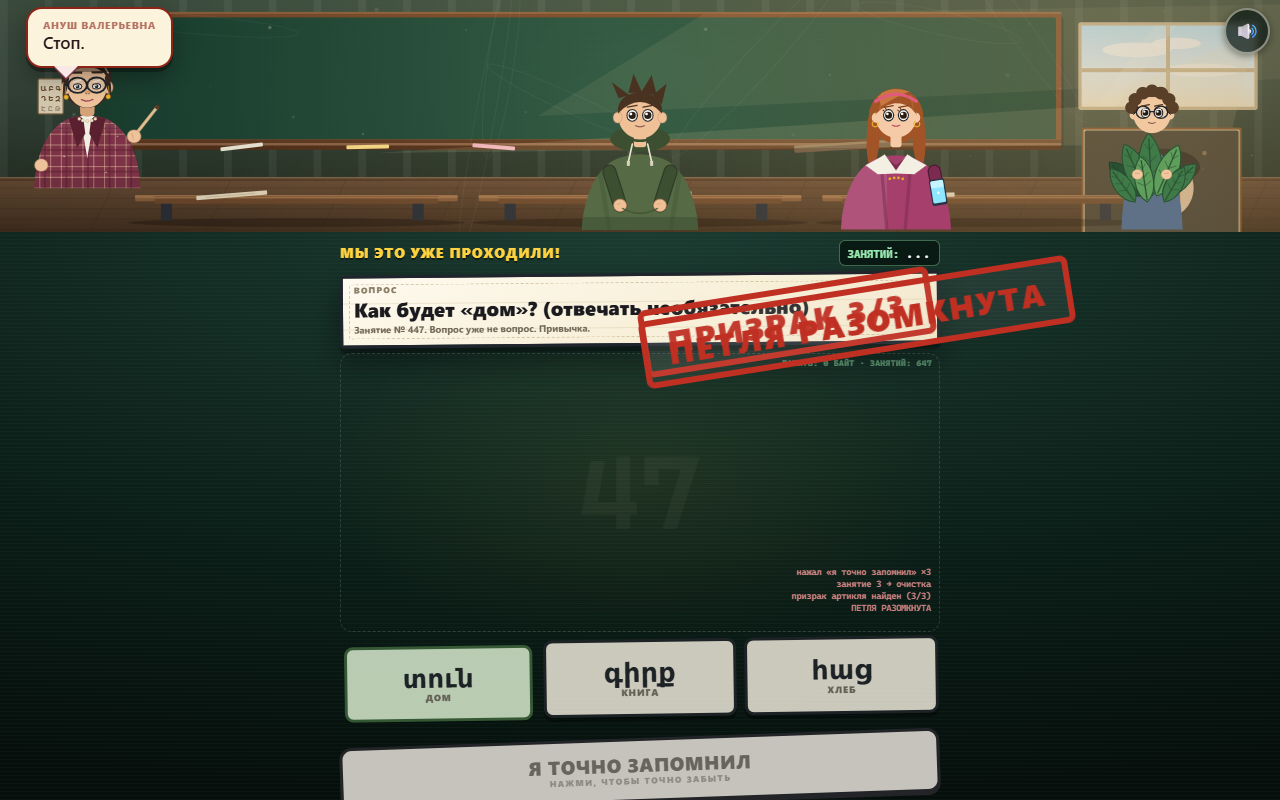 АНУШ ВАЛЕРЬЕВНА
Стоп.
Ա Բ Գ
Դ Ե Զ
Է Ը Թ
МЫ ЭТО УЖЕ ПРОХОДИЛИ!
ЗАНЯТИЙ: ...
ВОПРОС
Как будет «дом»? (отвечать необязательно)
Занятие № 447. Вопрос уже не вопрос. Привычка.
ПРИЗРАК 3/3
ПЕТЛЯ РАЗОМКНУТА
0 БАЙТ · ЗАНЯТИЙ: 647
47
нажал «я точно запомнил» ×3
занятие 3 → очистка
призрак артикля найден (3/3)
ПЕТЛЯ РАЗОМКНУТА
տուն
ДОМ
գիրք
КНИГА
հաց
ХЛЕБ
Я ТОЧНО ЗАПОМНИЛ
НАЖМИ, ЧТОБЫ ТОЧНО ЗАБЫТЬ